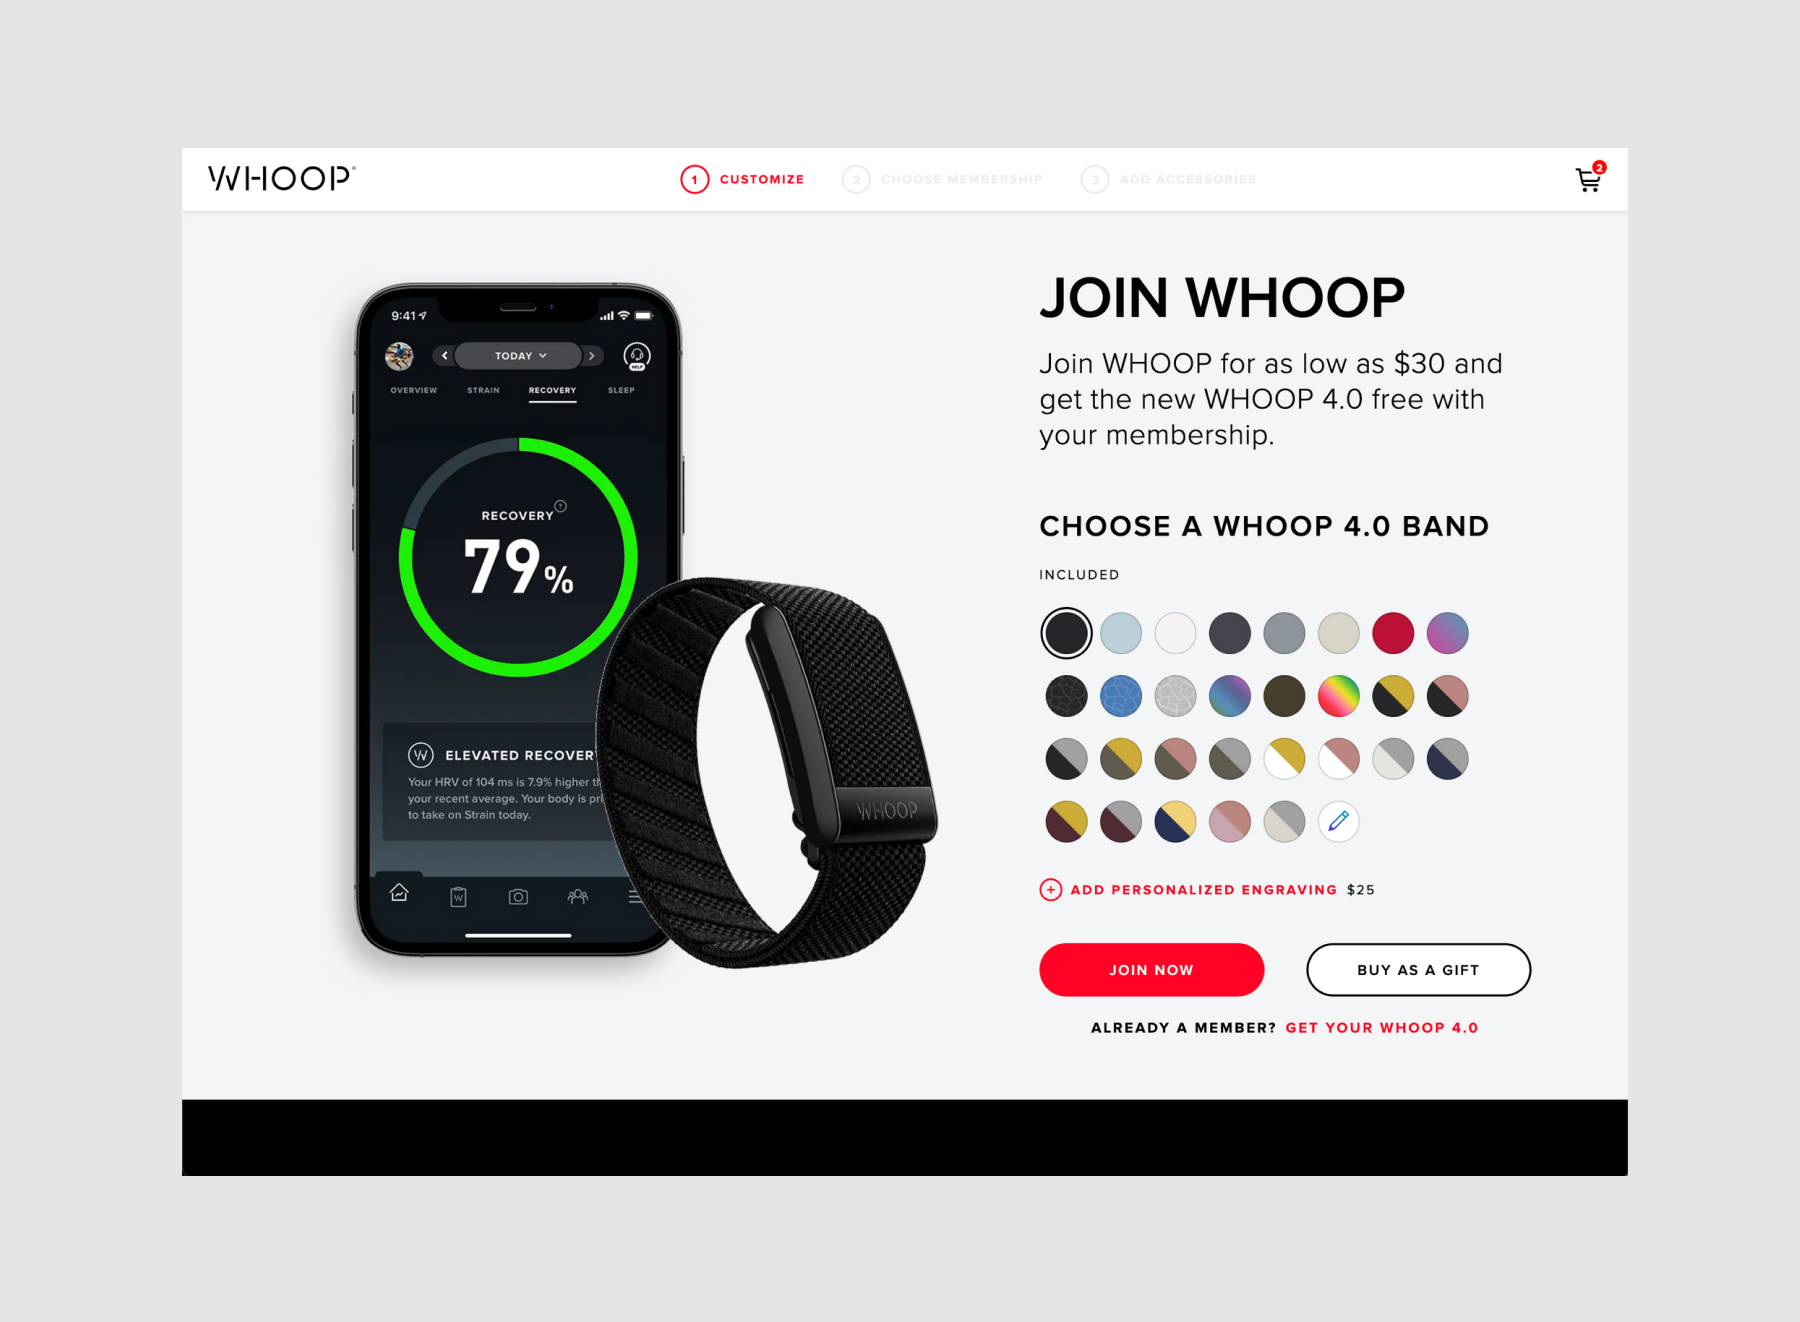 WHOOP
1 CUSTOMIZE
2 CHOOSE MEMBERSHIP
3 ADD ACCESSORIES
2
9:41
TODAY
HELP
OVERVIEW STRAIN RECOVERY SLEEP
RECOVERY ?
79%
ELEVATED RECOVER
Your HRV of 104 ms is 7.9% higher th
your recent average. Your body is pri
to take on Strain today.
WHOOP
JOIN WHOOP
Join WHOOP for as low as $30 and
get the new WHOOP 4.0 free with
your membership.
CHOOSE A WHOOP 4.0 BAND
INCLUDED
ADD PERSONALIZED ENGRAVING $25
JOIN NOW
BUY AS A GIFT
ALREADY A MEMBER? GET YOUR WHOOP 4.0